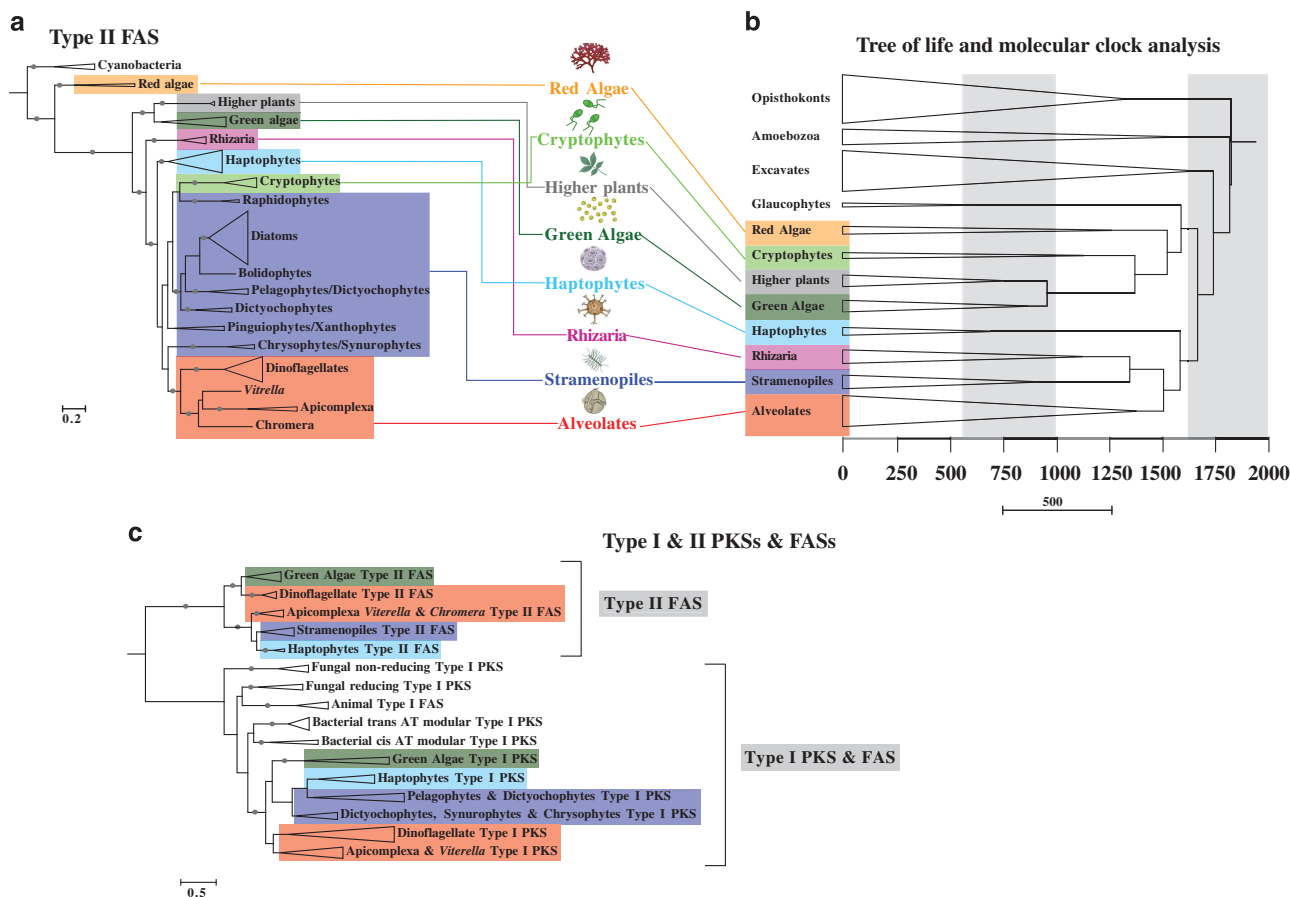 a
Type II FAS
Cyanobacteria
Red algae
Higher plants
Green algae
Rhizaria
Haptophytes
Cryptophytes
Raphidophytes
Diatoms
Bolidophytes
Pelagophytes/Dictyochophytes
Dictyochophytes
Pinguiophytes/Xanthophytes
Chrysophytes/Synurophytes
Dinoflagellates
Vitrella
Apicomplexa
Chromera
0.2
Red Algae
Cryptophytes
Higher plants
Green Algae
Haptophytes
Rhizaria
Stramenopiles
Alveolates
b
Tree of life and molecular clock analysis
Opisthokonts
Amoebozoa
Excavates
Glaucophytes
Red Algae
Cryptophytes
Higher plants
Green Algae
Haptophytes
Rhizaria
Stramenopiles
Alveolates
0 250 500 750 1000 1250 1500 1750 2000
500
c
Type I & II PKSs & FASs
Green Algae Type II FAS
Dinoflagellate Type II FAS
Apicomplexa Viterella & Chromera Type II FAS
Stramenopiles Type II FAS
Haptophytes Type II FAS
Type II FAS
Fungal non-reducing Type I PKS
Fungal reducing Type I PKS
Animal Type I FAS
Bacterial trans AT modular Type I PKS
Bacterial cis AT modular Type I PKS
Green Algae Type I PKS
Haptophytes Type I PKS
Pelagophytes & Dictyochophytes Type I PKS
Dictyochophytes, Synurophytes & Chrysophytes Type I PKS
Dinoflagellate Type I PKS
Apicomplexa & Viterella Type I PKS
Type I PKS & FAS
0.5